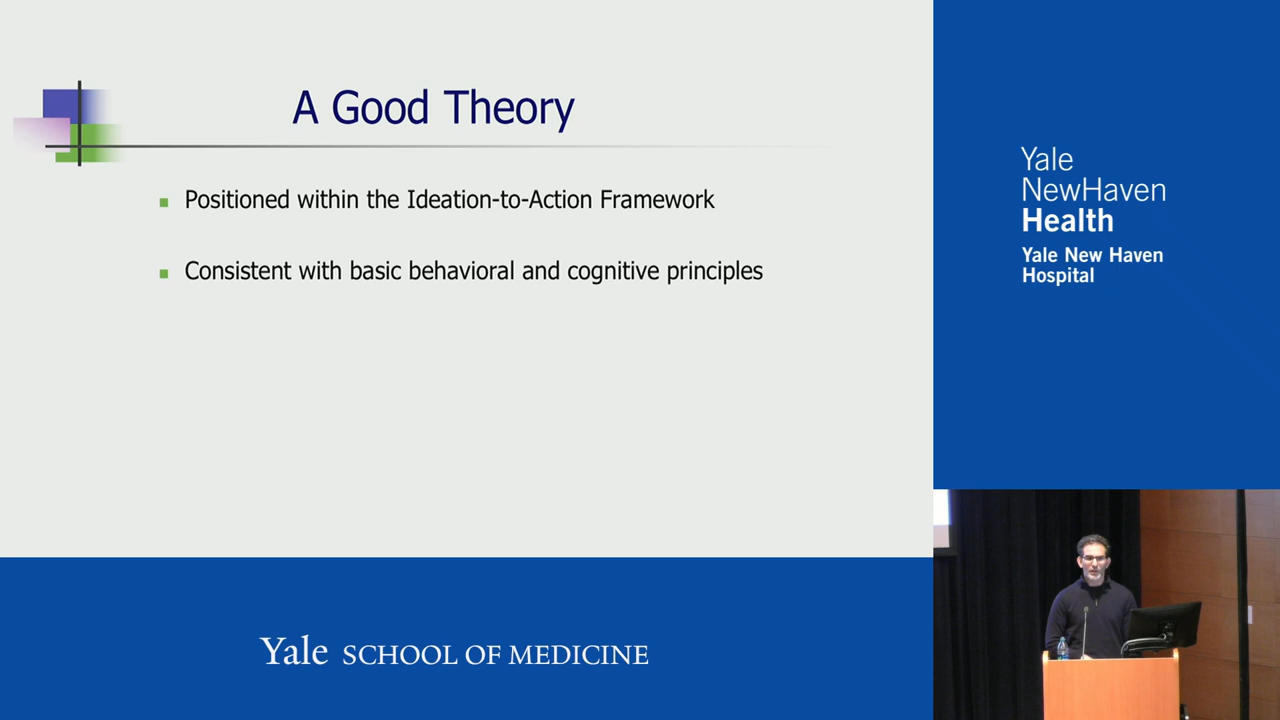 A Good Theory
Positioned within the Ideation-to-Action Framework
Consistent with basic behavioral and cognitive principles
Yale
NewHaven
Health
Yale New Haven
Hospital
Yale SCHOOL OF MEDICINE